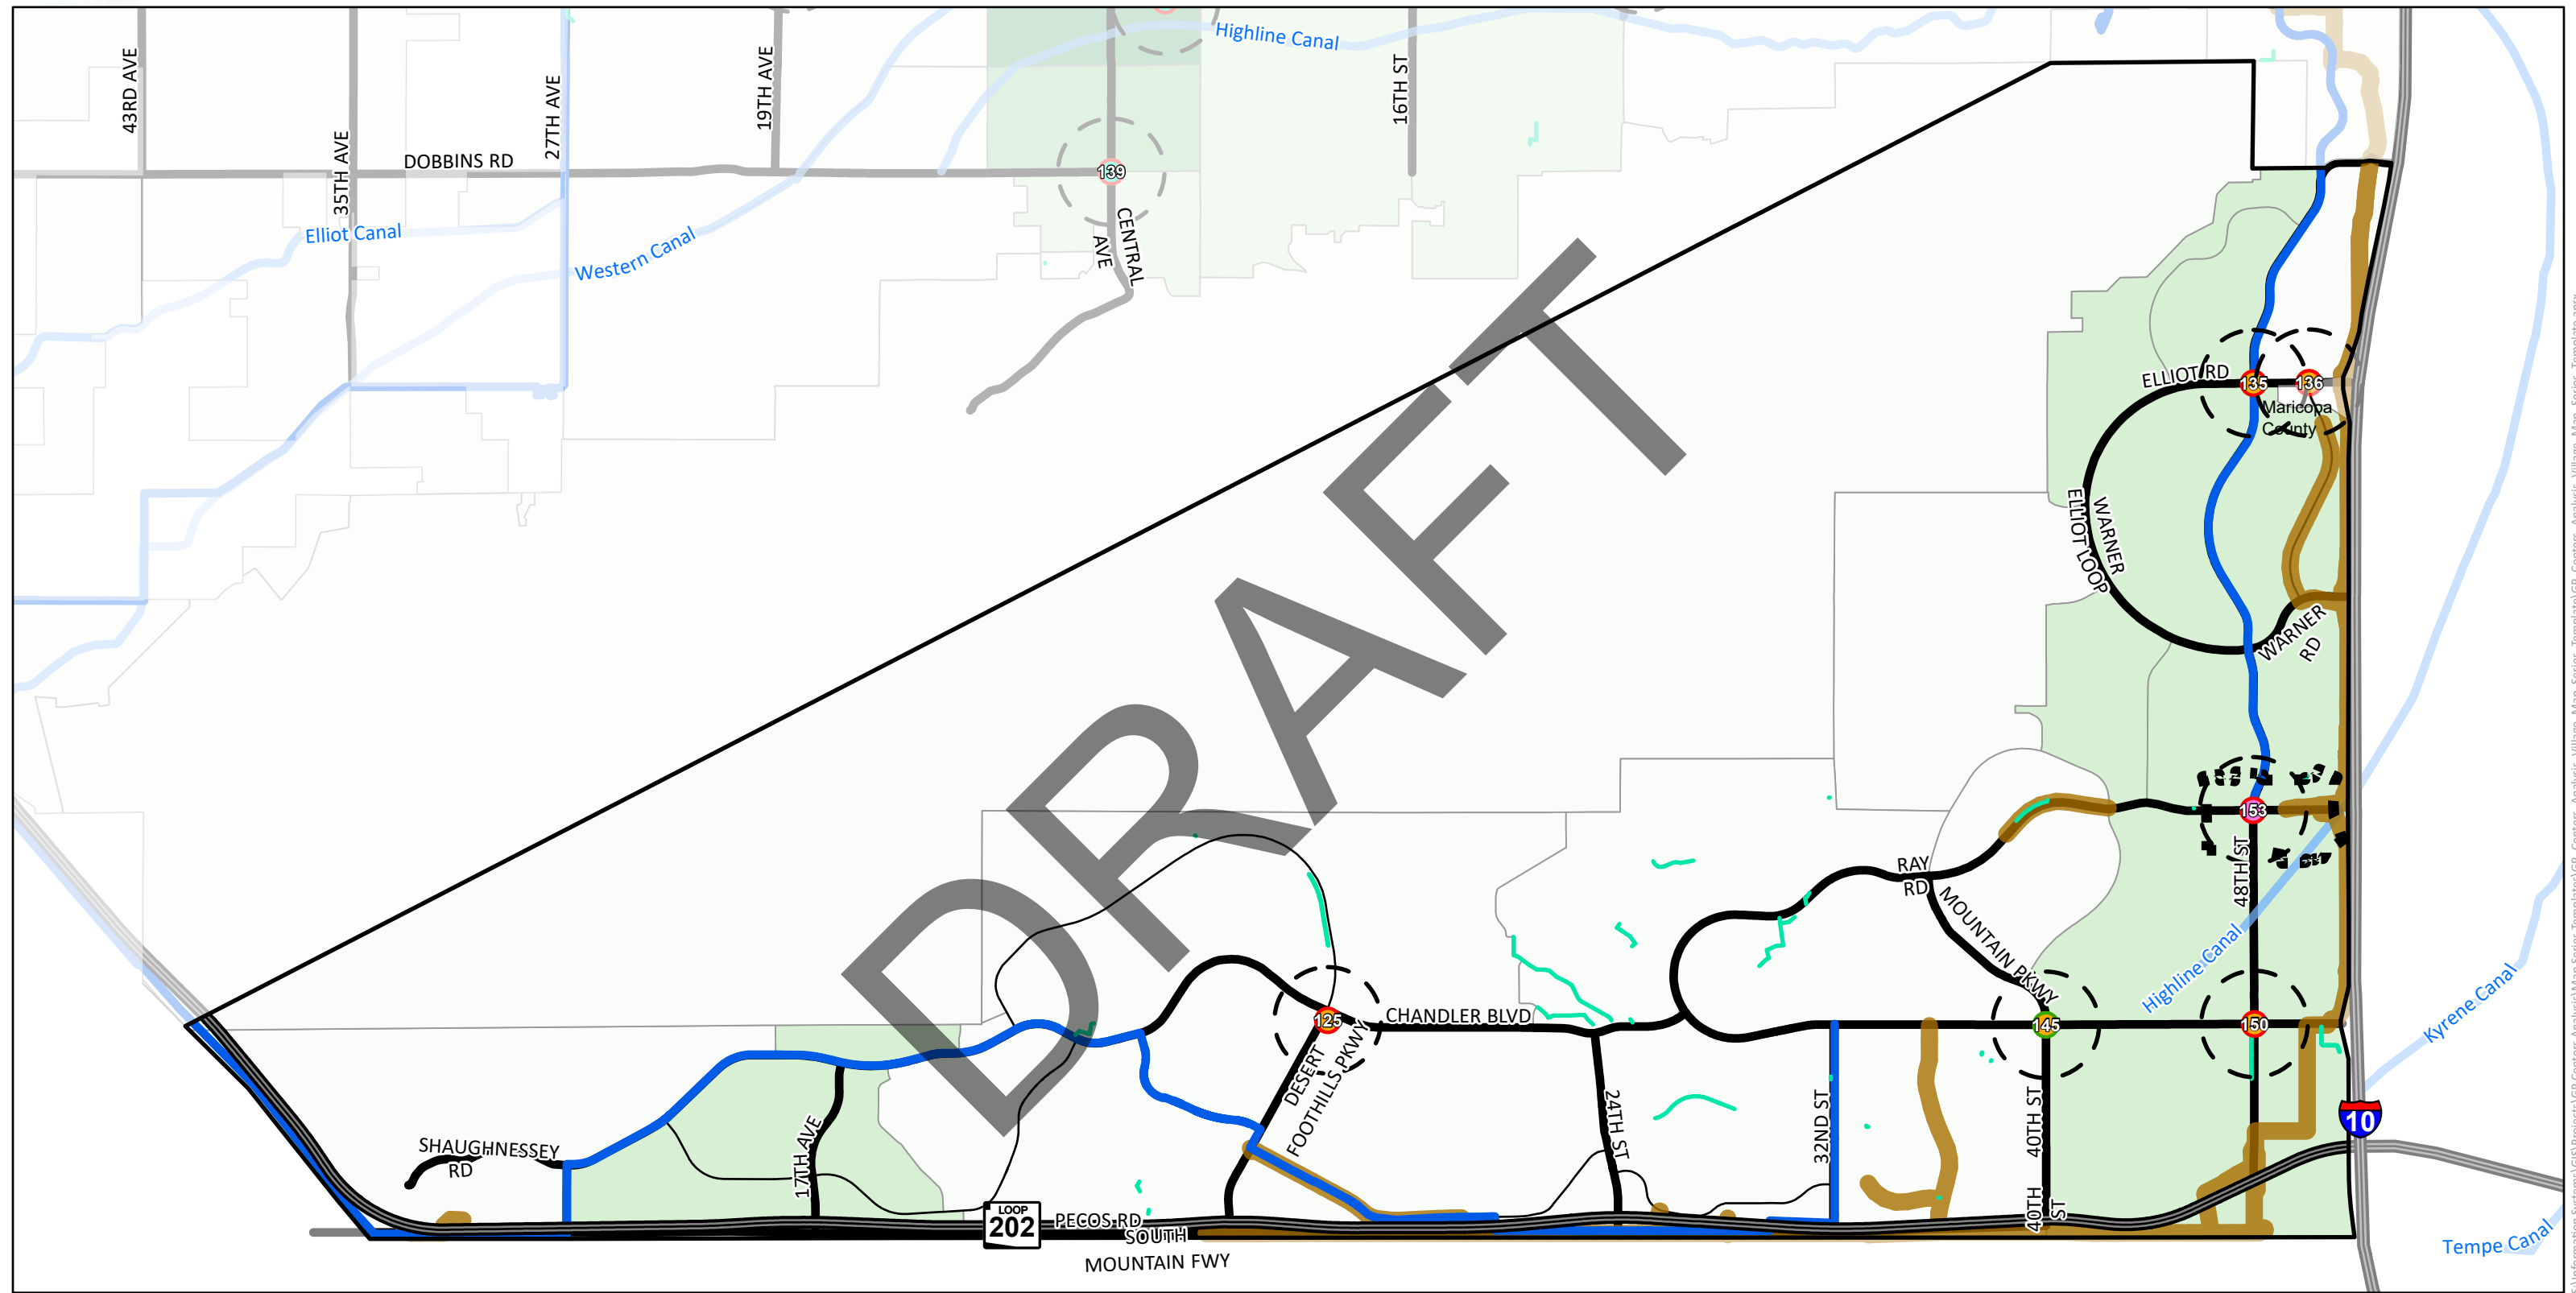 43RD AVE
35TH AVE
27TH AVE
19TH AVE
16TH ST
Highline Canal
DOBBINS RD
139
CENTRAL
AVE
Elliot Canal
Western Canal
DRAFT
ELLIOT RD
135
136
Maricopa
County
WARNER
ELLIOT LOOP
WARNER
RD
153
48TH ST
RAY
RD
MOUNTAIN PKWY
Highline Canal
Kyrene Canal
125
CHANDLER BLVD
145
150
DESERT
FOOTHILLS PKWY
SHAUGHNESSEY
RD
17TH AVE
24TH ST
32ND ST
40TH ST
40TH
ST
10
LOOP
202
PECOS RD
SOUTH
MOUNTAIN FWY
Tempe Canal